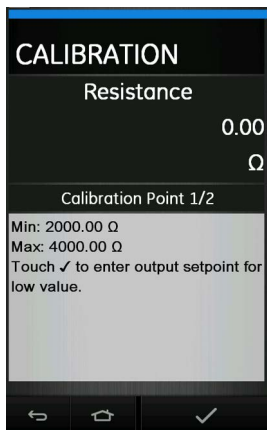 CALIBRATION
Resistance
0.00
Ω
Calibration Point 1/2
Min: 2000.00 Ω
Max: 4000.00 Ω
Touch ✓ to enter output setpoint for
low value.